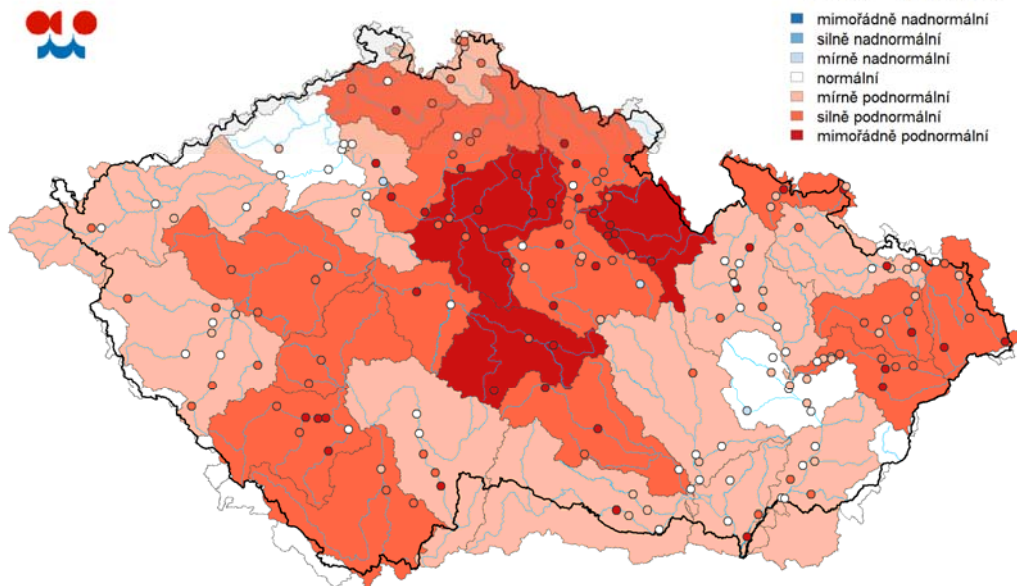 mimořádně nadnormální
silně nadnormální
mírně nadnormální
normální
mírně podnormální
silně podnormální
mimořádně podnormální